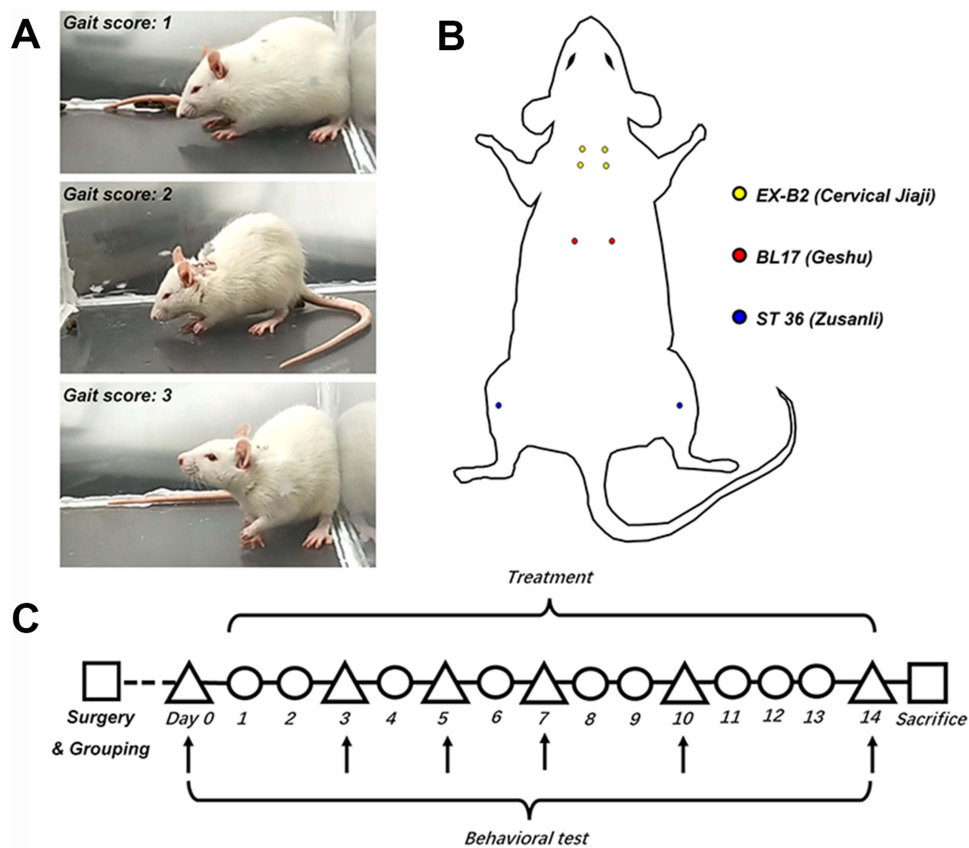 A
Gait score: 1
Gait score: 2
Gait score: 3
B
EX-B2 (Cervical Jiaji)
BL17 (Geshu)
ST 36 (Zusanli)
C
Treatment
Surgery
& Grouping
Day 0 1 2 3 4 5 6 7 8 9 10 11 12 13 14 Sacrifice
Behavioral test